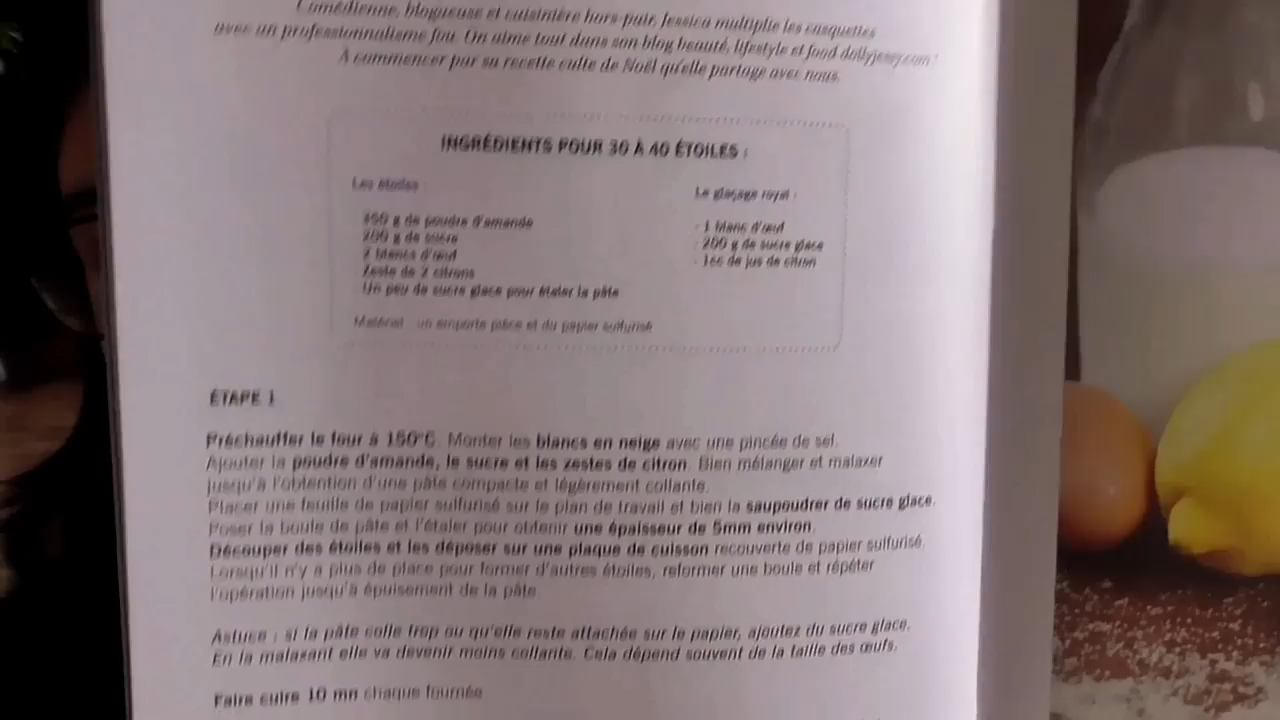 Comédienne, blogueuse et cuisinière hors-pair, Jessica multiplie les casquettes
avec un professionnalisme fou. On aime tout dans son blog beauté, lifestyle et food
À commencer par sa recette culte de Noël qu'elle partage avec nous.
INGRÉDIENTS POUR 30 À 40 ÉTOILES :
Les étoiles :
g de poudre d'amande
200 g de sucre
2 blancs d'œuf
Zeste de 2 citrons
Un peu de sucre glace pour étaler la pâte
Matériel : un emporte pièce et du papier sulfurisé
Le glaçage royal :
- 1 blanc d'œuf
- 200 g de sucre glace
- 1cc de jus de citron
ÉTAPE 1
Préchauffer le four à 150°C. Monter les blancs en neige avec une pincée de sel.
Ajouter la poudre d'amande, le sucre et les zestes de citron. Bien mélanger et malaxer
jusqu'à l'obtention d'une pâte compacte et légèrement collante.
Placer une feuille de papier sulfurisé sur le plan de travail et bien la saupoudrer de sucre glace.
Poser la boule de pâte et l'étaler pour obtenir une épaisseur de 5mm environ.
Découper des étoiles et les déposer sur une plaque de cuisson recouverte de papier sulfurisé.
Lorsqu'il n'y a plus de place pour former d'autres étoiles, reformer une boule et répéter
l'opération jusqu'à épuisement de la pâte.
Astuce : si la pâte colle trop ou qu'elle reste attachée sur le papier, ajoutez du sucre glace.
En la malaxant elle va devenir moins collante. Cela dépend souvent de la taille des œufs.
Faire cuire 10 mn chaque fournée